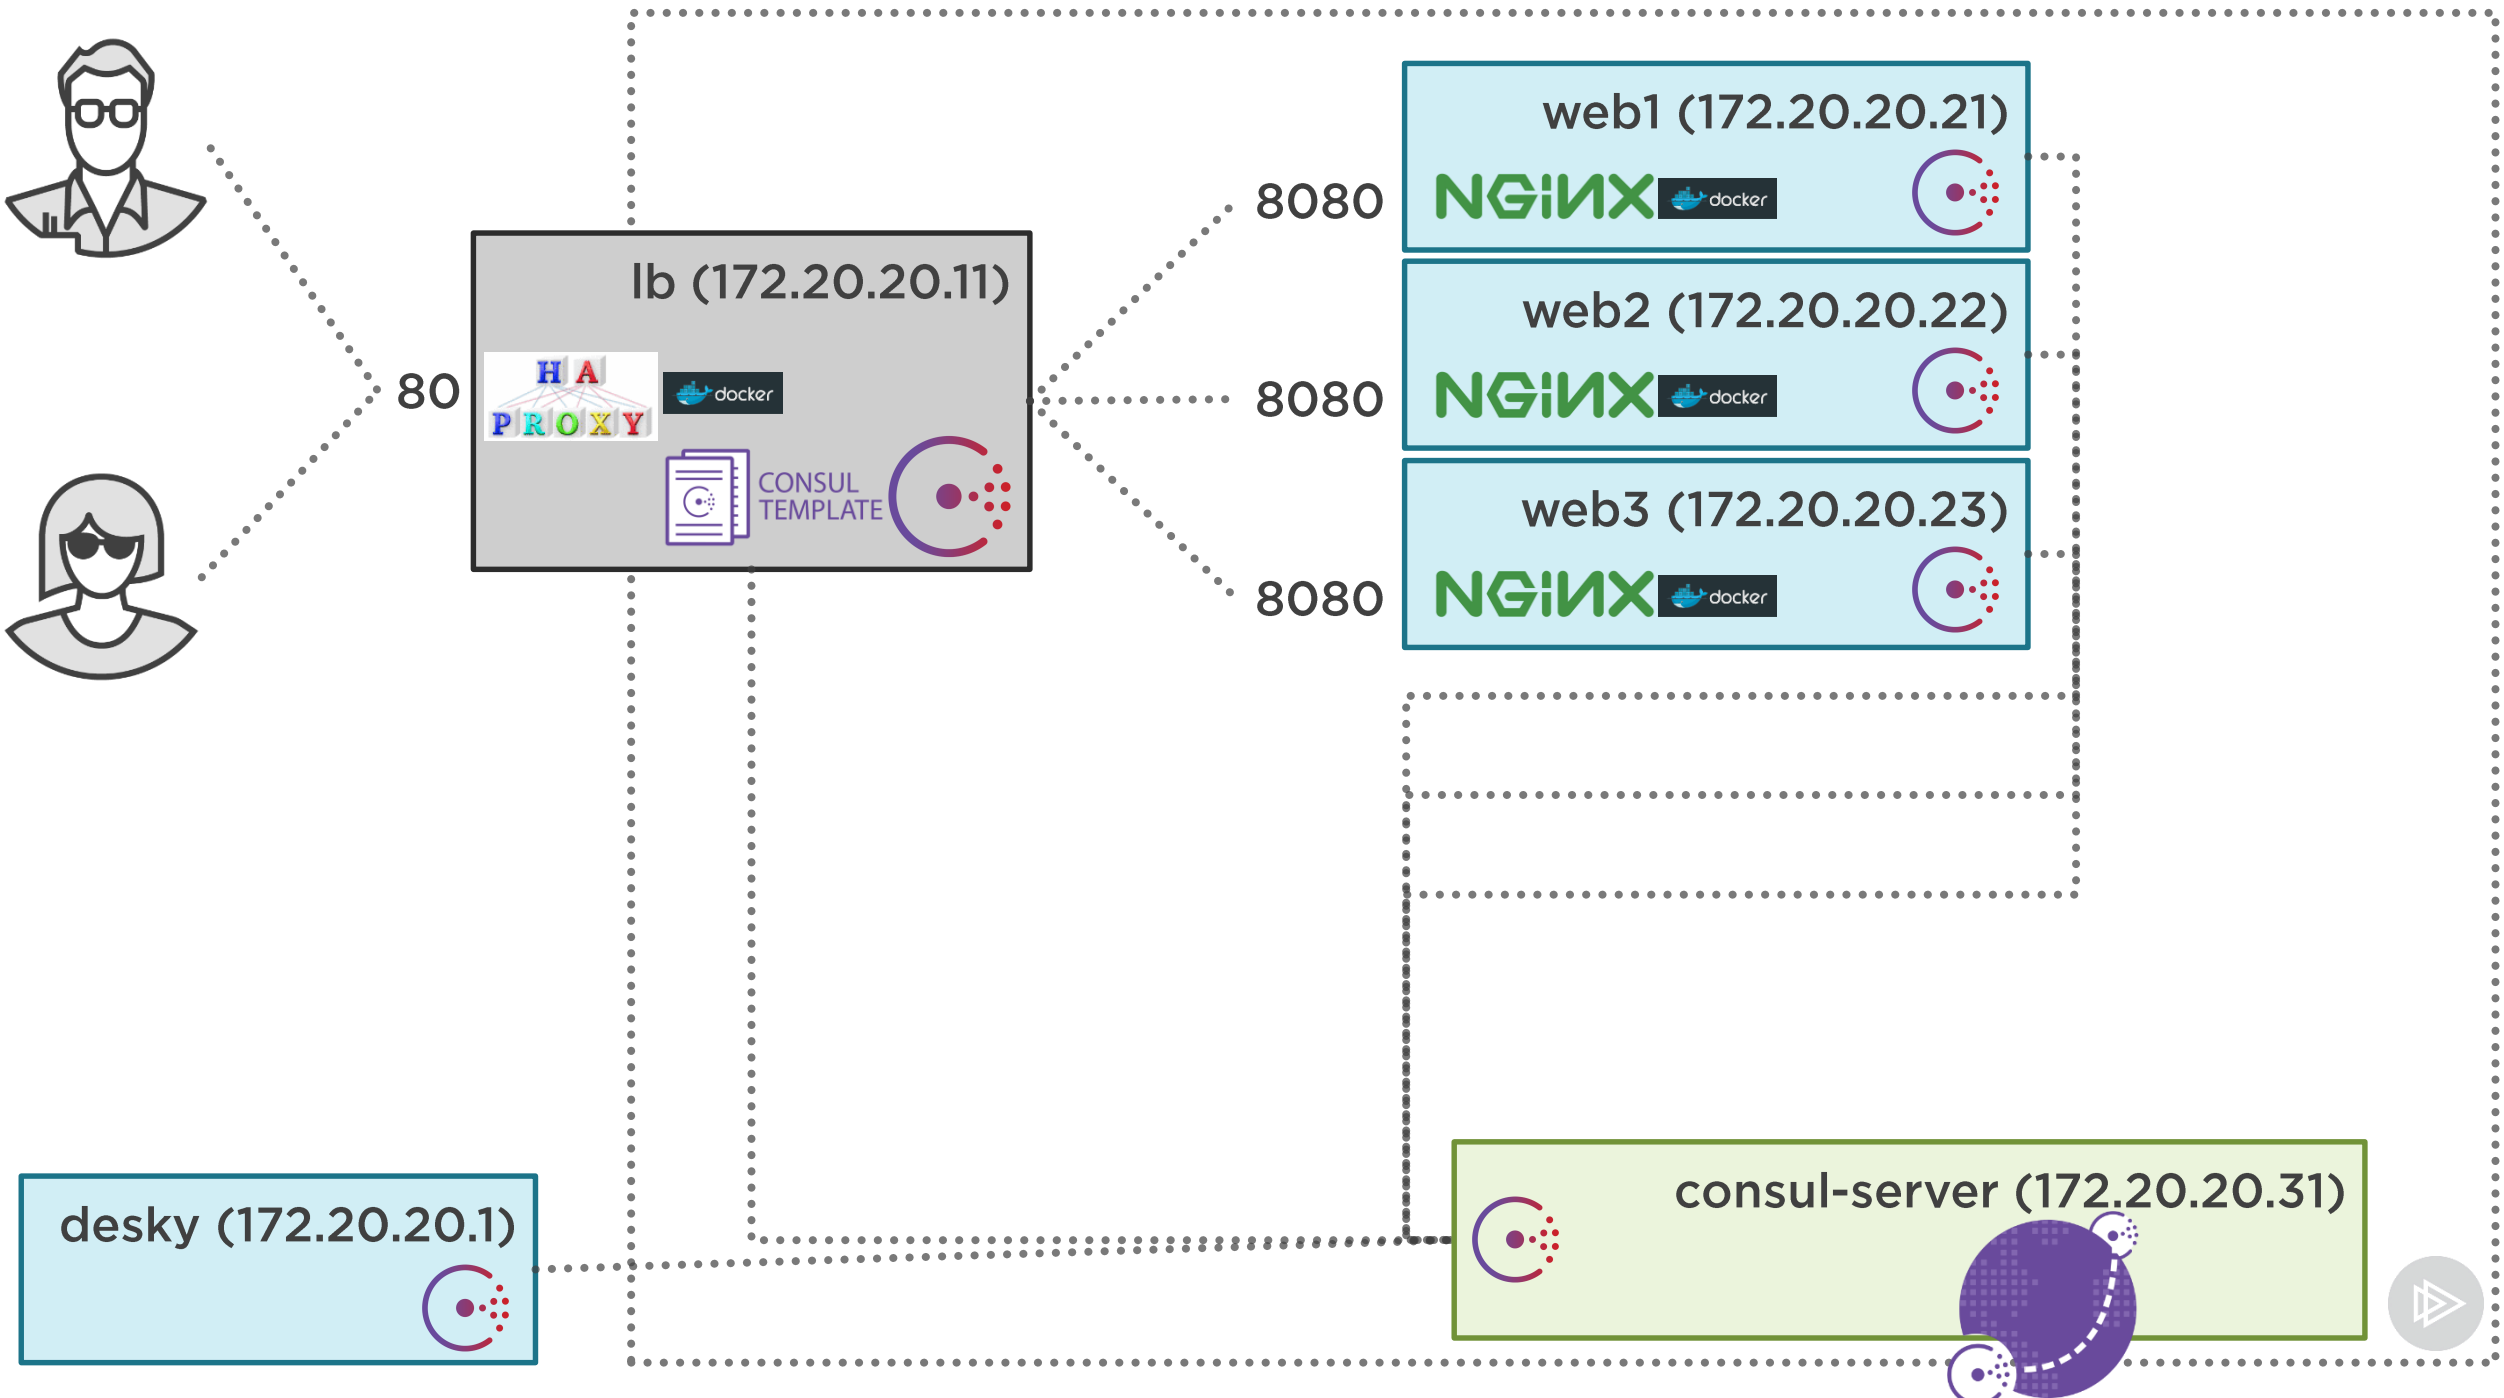 web1 (172.20.20.21)
8080
NGiNX
docker
lb (172.20.20.11)
web2 (172.20.20.22)
HA
PROXY
docker
80
8080
NGiNX
docker
CONSUL
TEMPLATE
web3 (172.20.20.23)
8080
NGiNX
docker
consul-server (172.20.20.31)
desky (172.20.20.1)